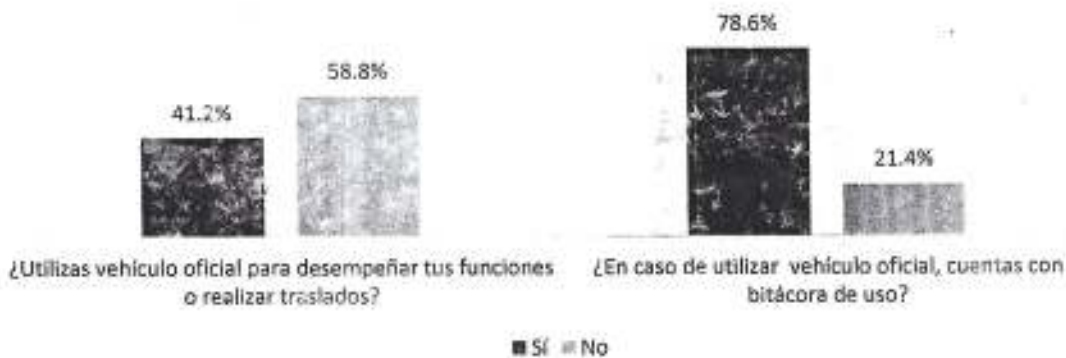 78.6%
58.8%
41.2%
21.4%
¿Utilizas vehículo oficial para desempeñar tus funciones
o realizar traslados?
¿En caso de utilizar vehículo oficial, cuentas con
bitácora de uso?
Sí No